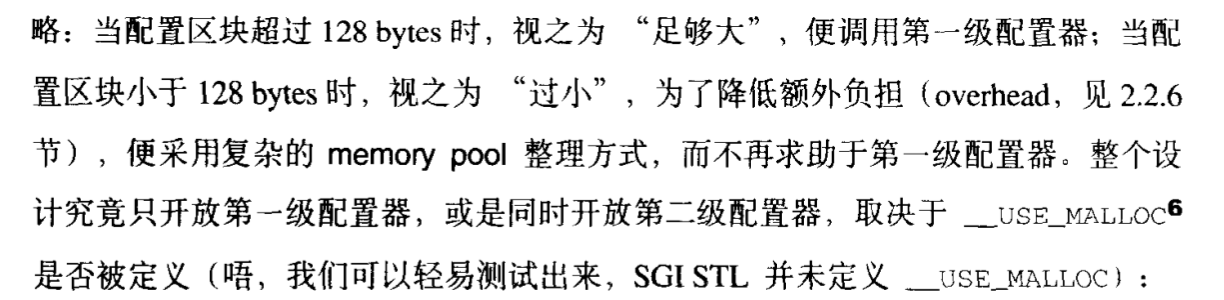 略：当配置区块超过 128 bytes 时，视之为 “足够大”，便调用第一级配置器；当配
置区块小于 128 bytes 时，视之为 “过小”，为了降低额外负担（overhead，见 2.2.6
节），便采用复杂的 memory pool 整理方式，而不再求助于第一级配置器。整个设
计究竟只开放第一级配置器，或是同时开放第二级配置器，取决于 __USE_MALLOC6
是否被定义（唔，我们可以轻易测试出来，SGI STL 并未定义 __USE_MALLOC）：